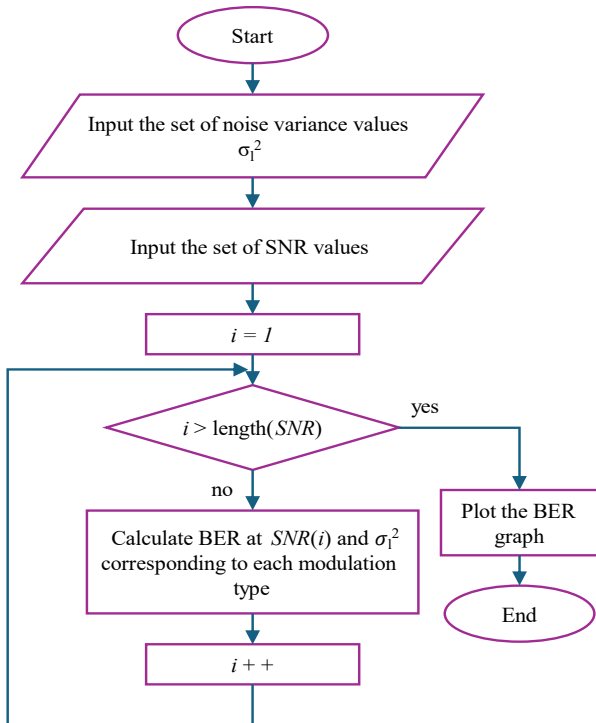 Start
Input the set of noise variance values
σ₁²
Input the set of SNR values
i = 1
i > length(SNR)
yes
no
Calculate BER at SNR(i) and σ₁²
corresponding to each modulation
type
Plot the BER
graph
End
i + +